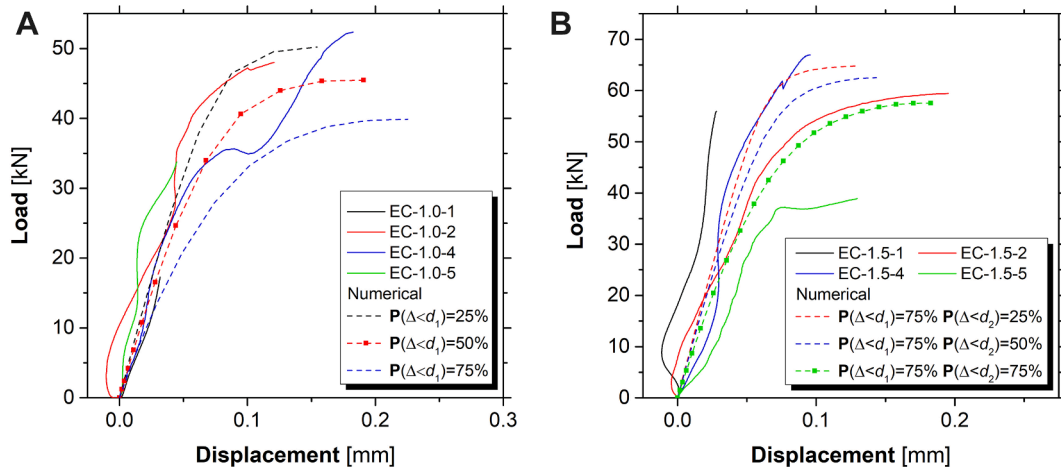 A
Load [kN]
50
40
30
20
10
0
0.0 0.1 0.2 0.3
Displacement [mm]
EC-1.0-1
EC-1.0-2
EC-1.0-4
EC-1.0-5
Numerical
P(Δ<d₁)=25%
P(Δ<d₁)=50%
P(Δ<d₁)=75%
B
Load [kN]
70
60
50
40
30
20
10
0
0.0 0.1 0.2
Displacement [mm]
EC-1.5-1 EC-1.5-2
EC-1.5-4 EC-1.5-5
Numerical
P(Δ<d₁)=75% P(Δ<d₂)=25%
P(Δ<d₁)=75% P(Δ<d₂)=50%
P(Δ<d₁)=75% P(Δ<d₂)=75%